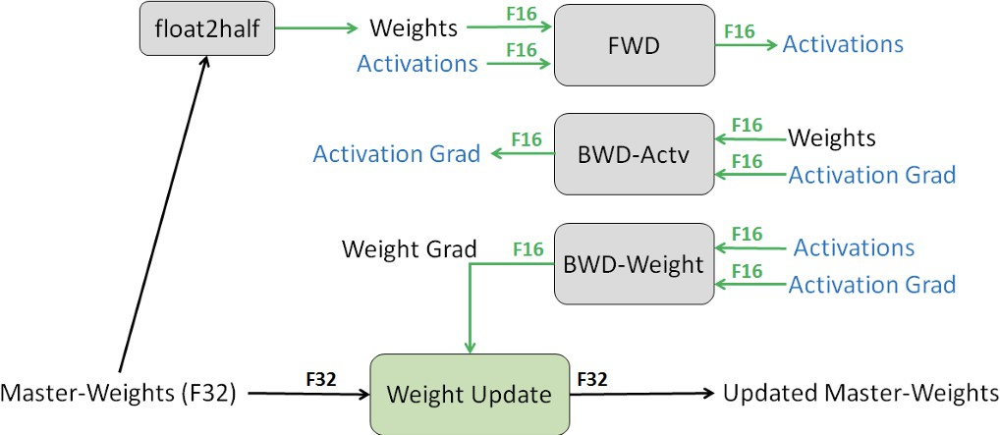 float2half
Weights
F16
Activations
F16
FWD
F16
Activations
Activation Grad
F16
BWD-Actv
F16
Weights
F16
Activation Grad
Weight Grad
F16
BWD-Weight
F16
Activations
F16
Activation Grad
Master-Weights (F32)
F32
Weight Update
F32
Updated Master-Weights